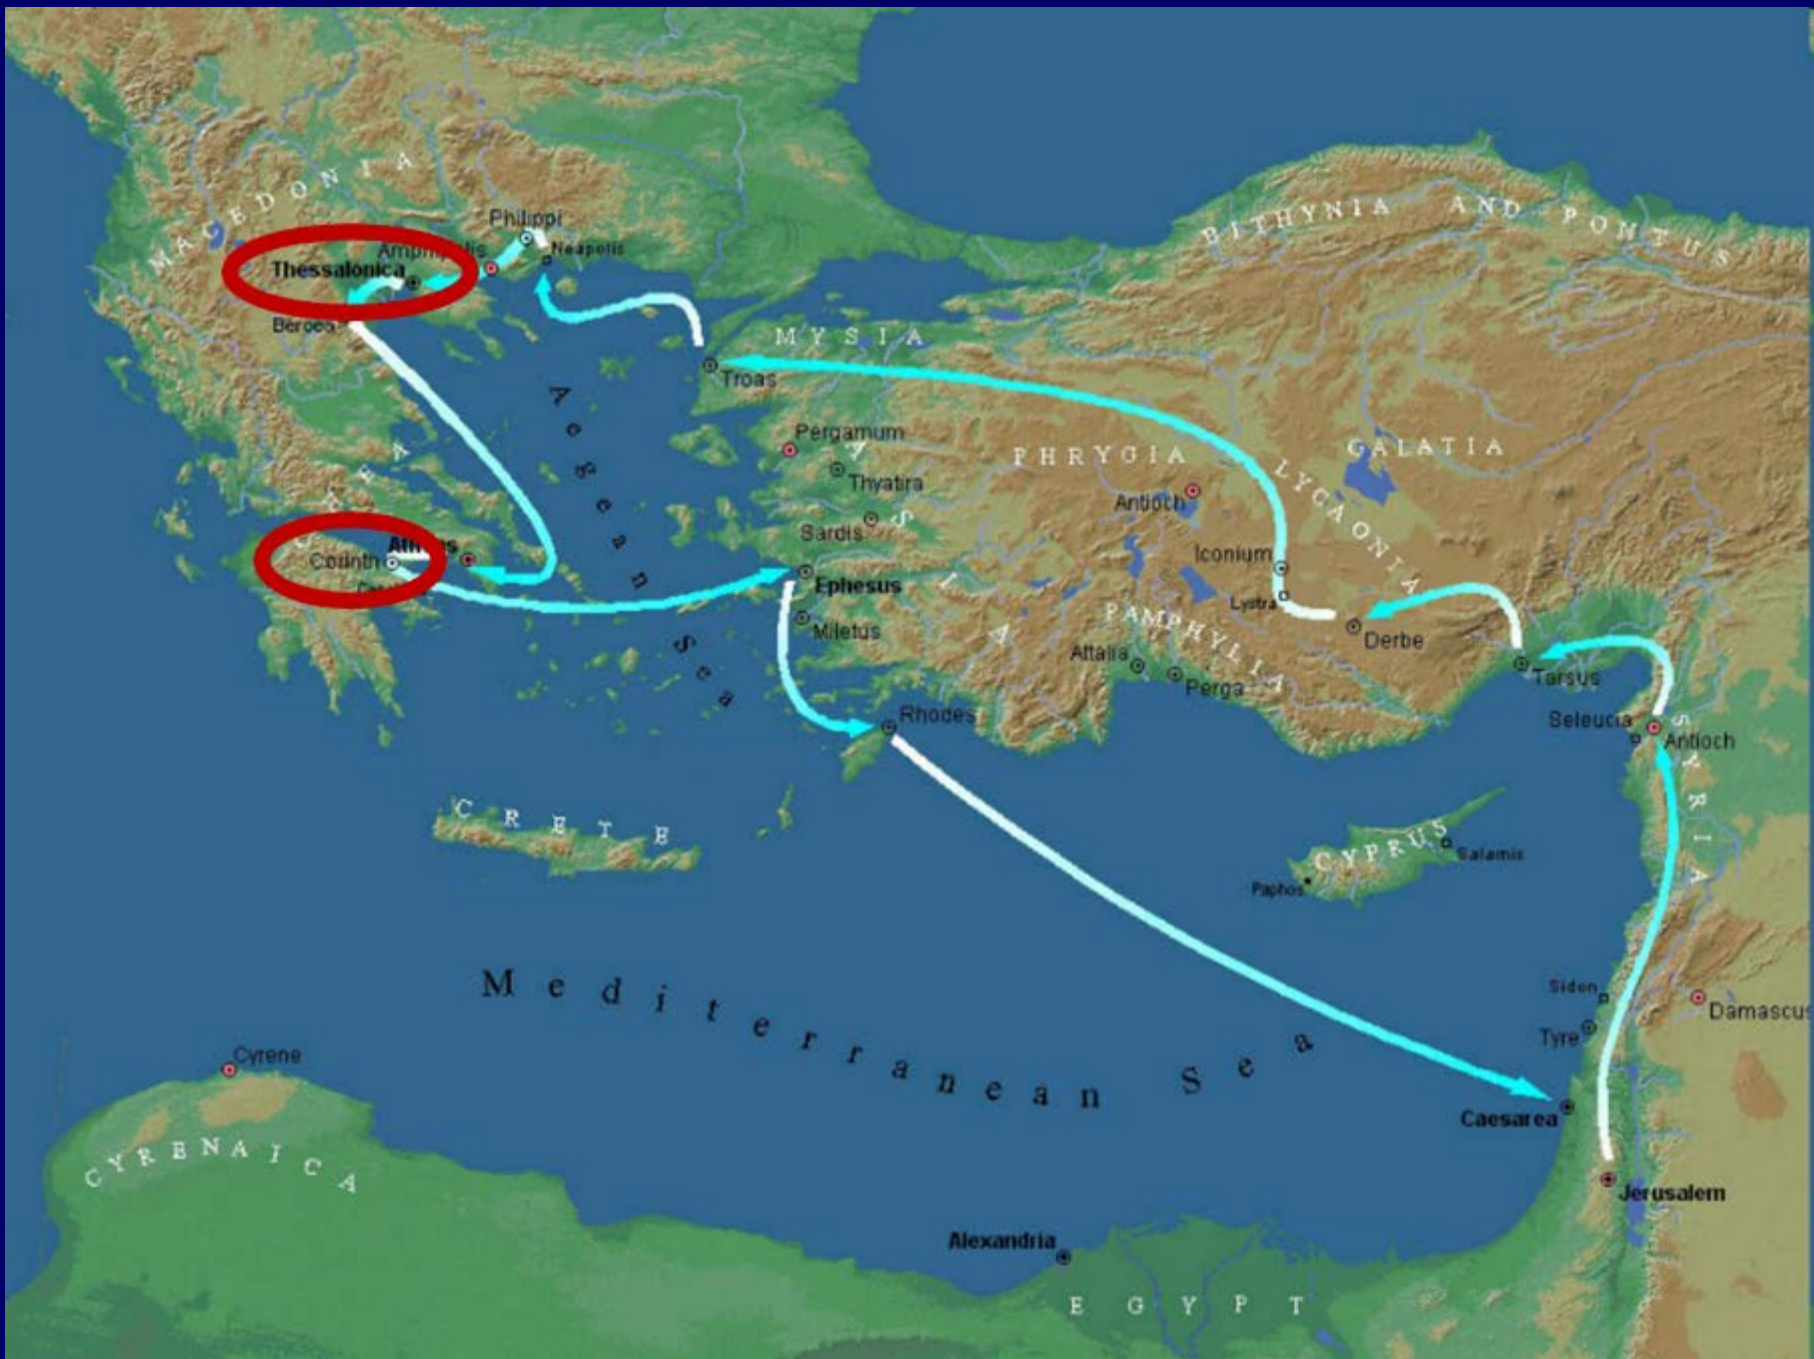 BITHYNIA AND PONTUS
MACEDONIA
Philippi
Neapolis
Thessalonica
MYSIA
Troas
Aegean Sea
Pergamum
ASIA
Thyatira
PHRYGIA
GALATIA
LYCAONIA
Antioch
Sardis
Corinth
Iconium
Ephesus
Lystra
Miletus
PAMPHYLIA
Derbe
Attalia
Perga
Tarsus
Rhodes
Seleucia
Antioch
SYRIA
CRETE
CYPRUS
Salamis
Paphos
Mediterranean Sea
Sidon
Damascus
Tyre
Cyrene
Caesarea
CYRENAICA
Jerusalem
Alexandria
EGYPT